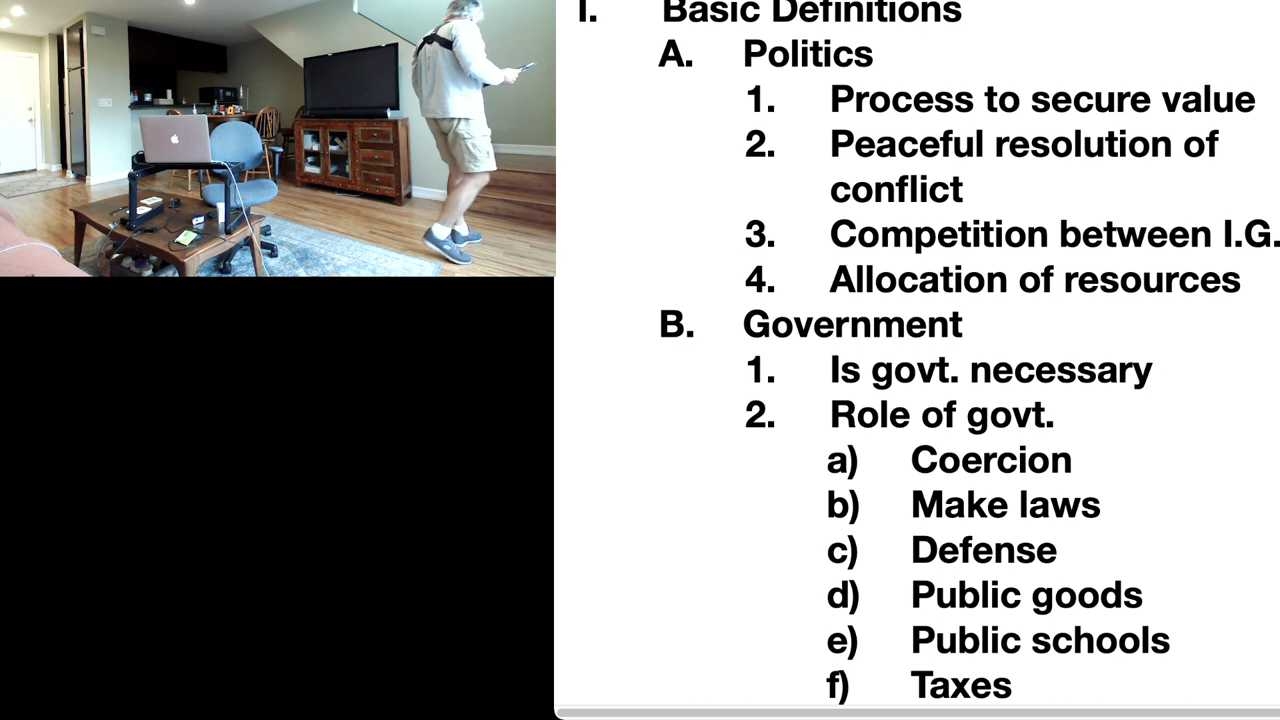 I. Basic Definitions
A. Politics
1. Process to secure value
2. Peaceful resolution of
conflict
3. Competition between I.G.
4. Allocation of resources
B. Government
1. Is govt. necessary
2. Role of govt.
a) Coercion
b) Make laws
c) Defense
d) Public goods
e) Public schools
f) Taxes